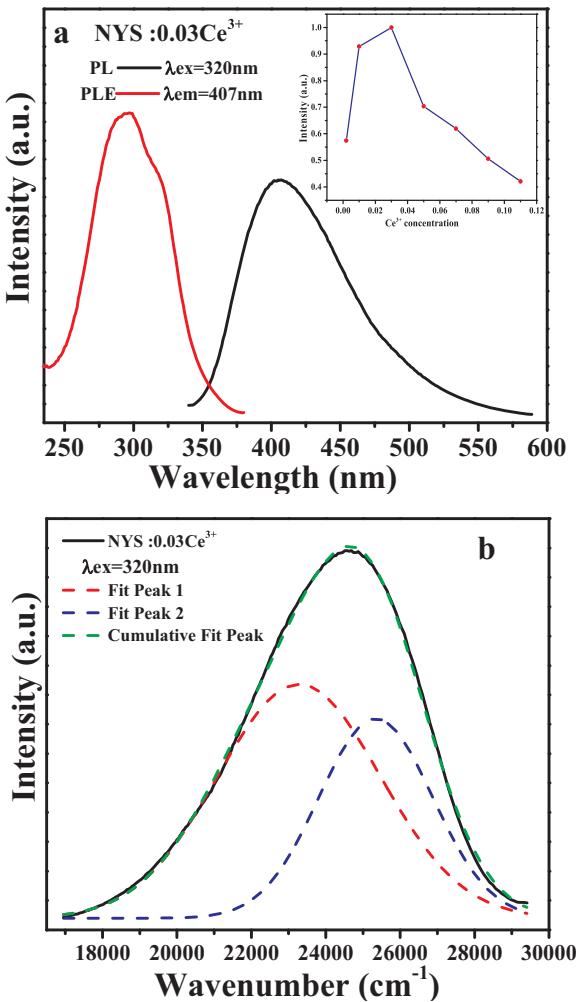 a NYS :0.03Ce³⁺
PL λex=320nm
PLE λem=407nm
Intensity (a.u.)
1.0
0.9
0.8
0.7
0.6
0.5
0.4
0.00 0.02 0.04 0.06 0.08 0.10 0.12
Ce³⁺ concentration
Intensity (a.u.)
250 300 350 400 450 500 550 600
Wavelength (nm)
NYS :0.03Ce³⁺ b
λex=320nm
Fit Peak 1
Fit Peak 2
Cumulative Fit Peak
Intensity (a.u.)
18000 20000 22000 24000 26000 28000 30000
Wavenumber (cm⁻¹)